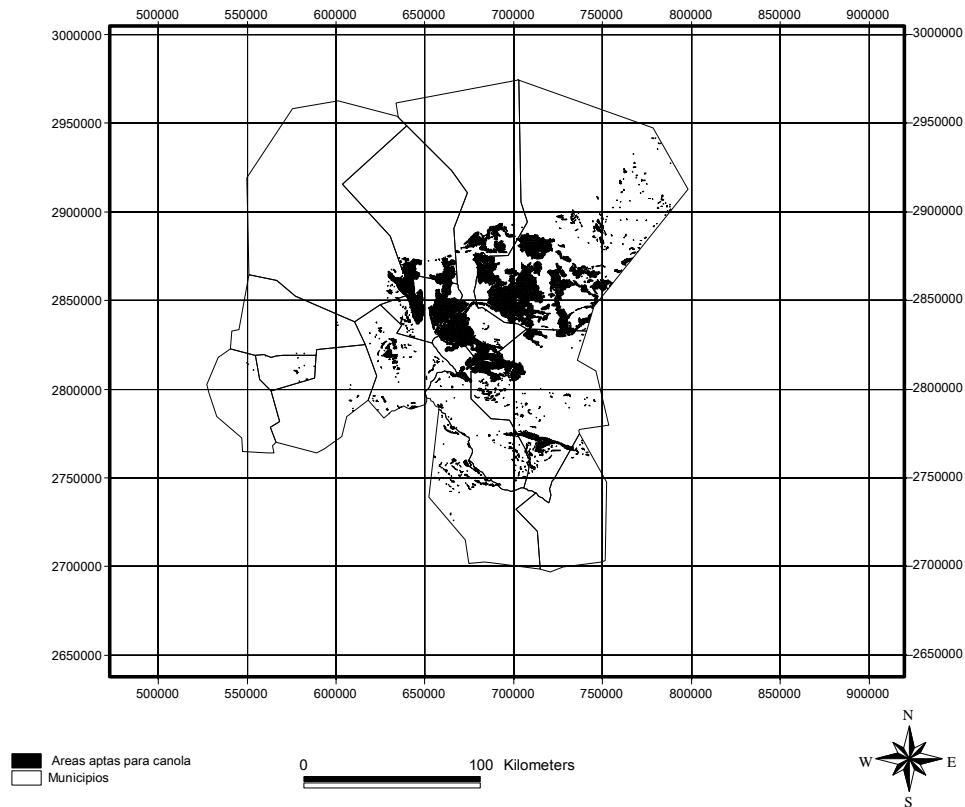 500000 550000 600000 650000 700000 750000 800000 850000 900000
3000000 3000000
2950000 2950000
2900000 2900000
2850000 2850000
2800000 2800000
2750000 2750000
2700000 2700000
2650000 2650000
500000 550000 600000 650000 700000 750000 800000 850000 900000
Areas aptas para canola
Municipios
0 100 Kilometers
N
W E
S